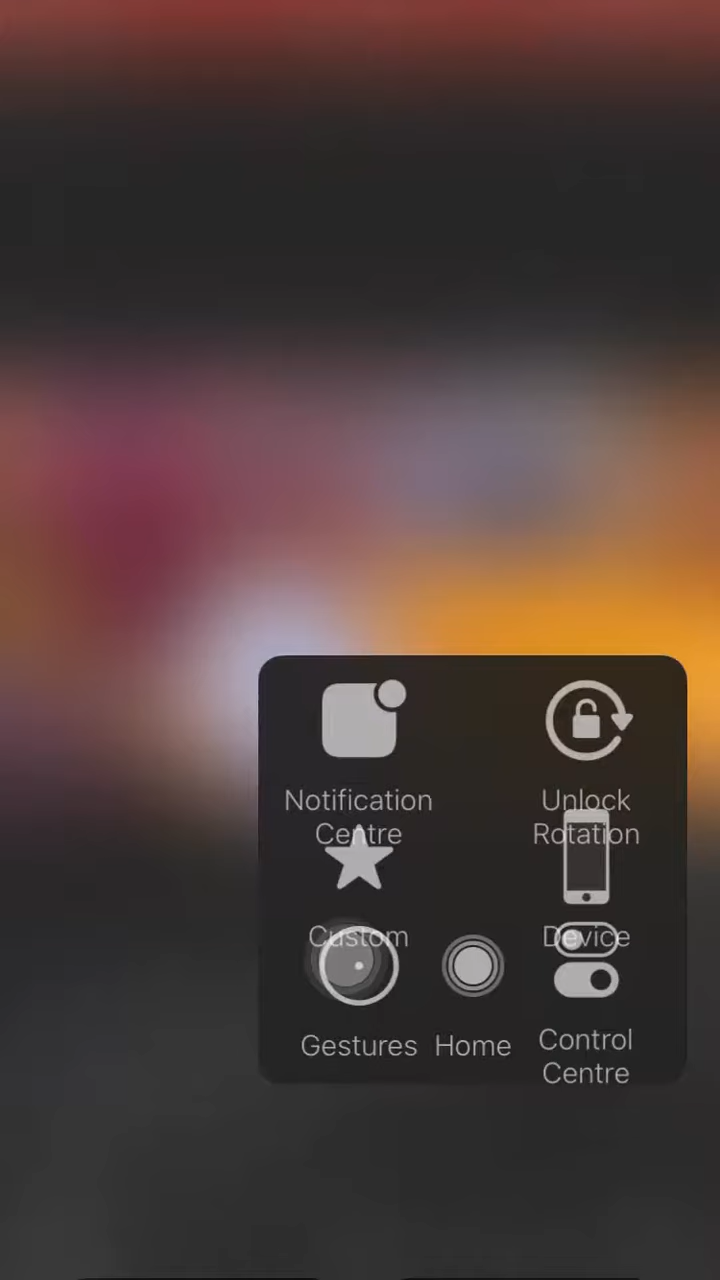 Notification
Centre
Unlock
Rotation
Custom
Device
Gestures
Home
Control
Centre